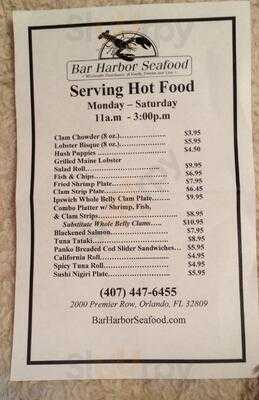 Bar Harbor Seafood
Serving Hot Food
Monday – Saturday
11a.m - 3:00p.m
Clam Chowder (8 oz.)..................... $3.95
Lobster Bisque (8 oz.)..................... $5.95
Hush Puppies ................................ $4.50
Grilled Maine Lobster
Salad Roll..................................... $9.95
Fish & Chips.................................. $6.95
Fried Shrimp Plate......................... $7.95
Clam Strip Plate............................. $6.45
Ipswich Whole Belly Clam Plate....... $9.95
Combo Platter w/ Shrimp, Fish,
& Clam Strips................................ $8.95
Substitute Whole Belly Clams..... $10.95
Blackened Salmon.......................... $7.95
Tuna Tataki................................... $8.95
Panko Breaded Cod Slider Sandwiches... $5.95
California Roll............................... $4.95
Spicy Tuna Roll.............................. $4.95
Sushi Nigiri Plate........................... $5.95
(407) 447-6455
2000 Premier Row, Orlando, FL 32809
BarHarborSeafood.com